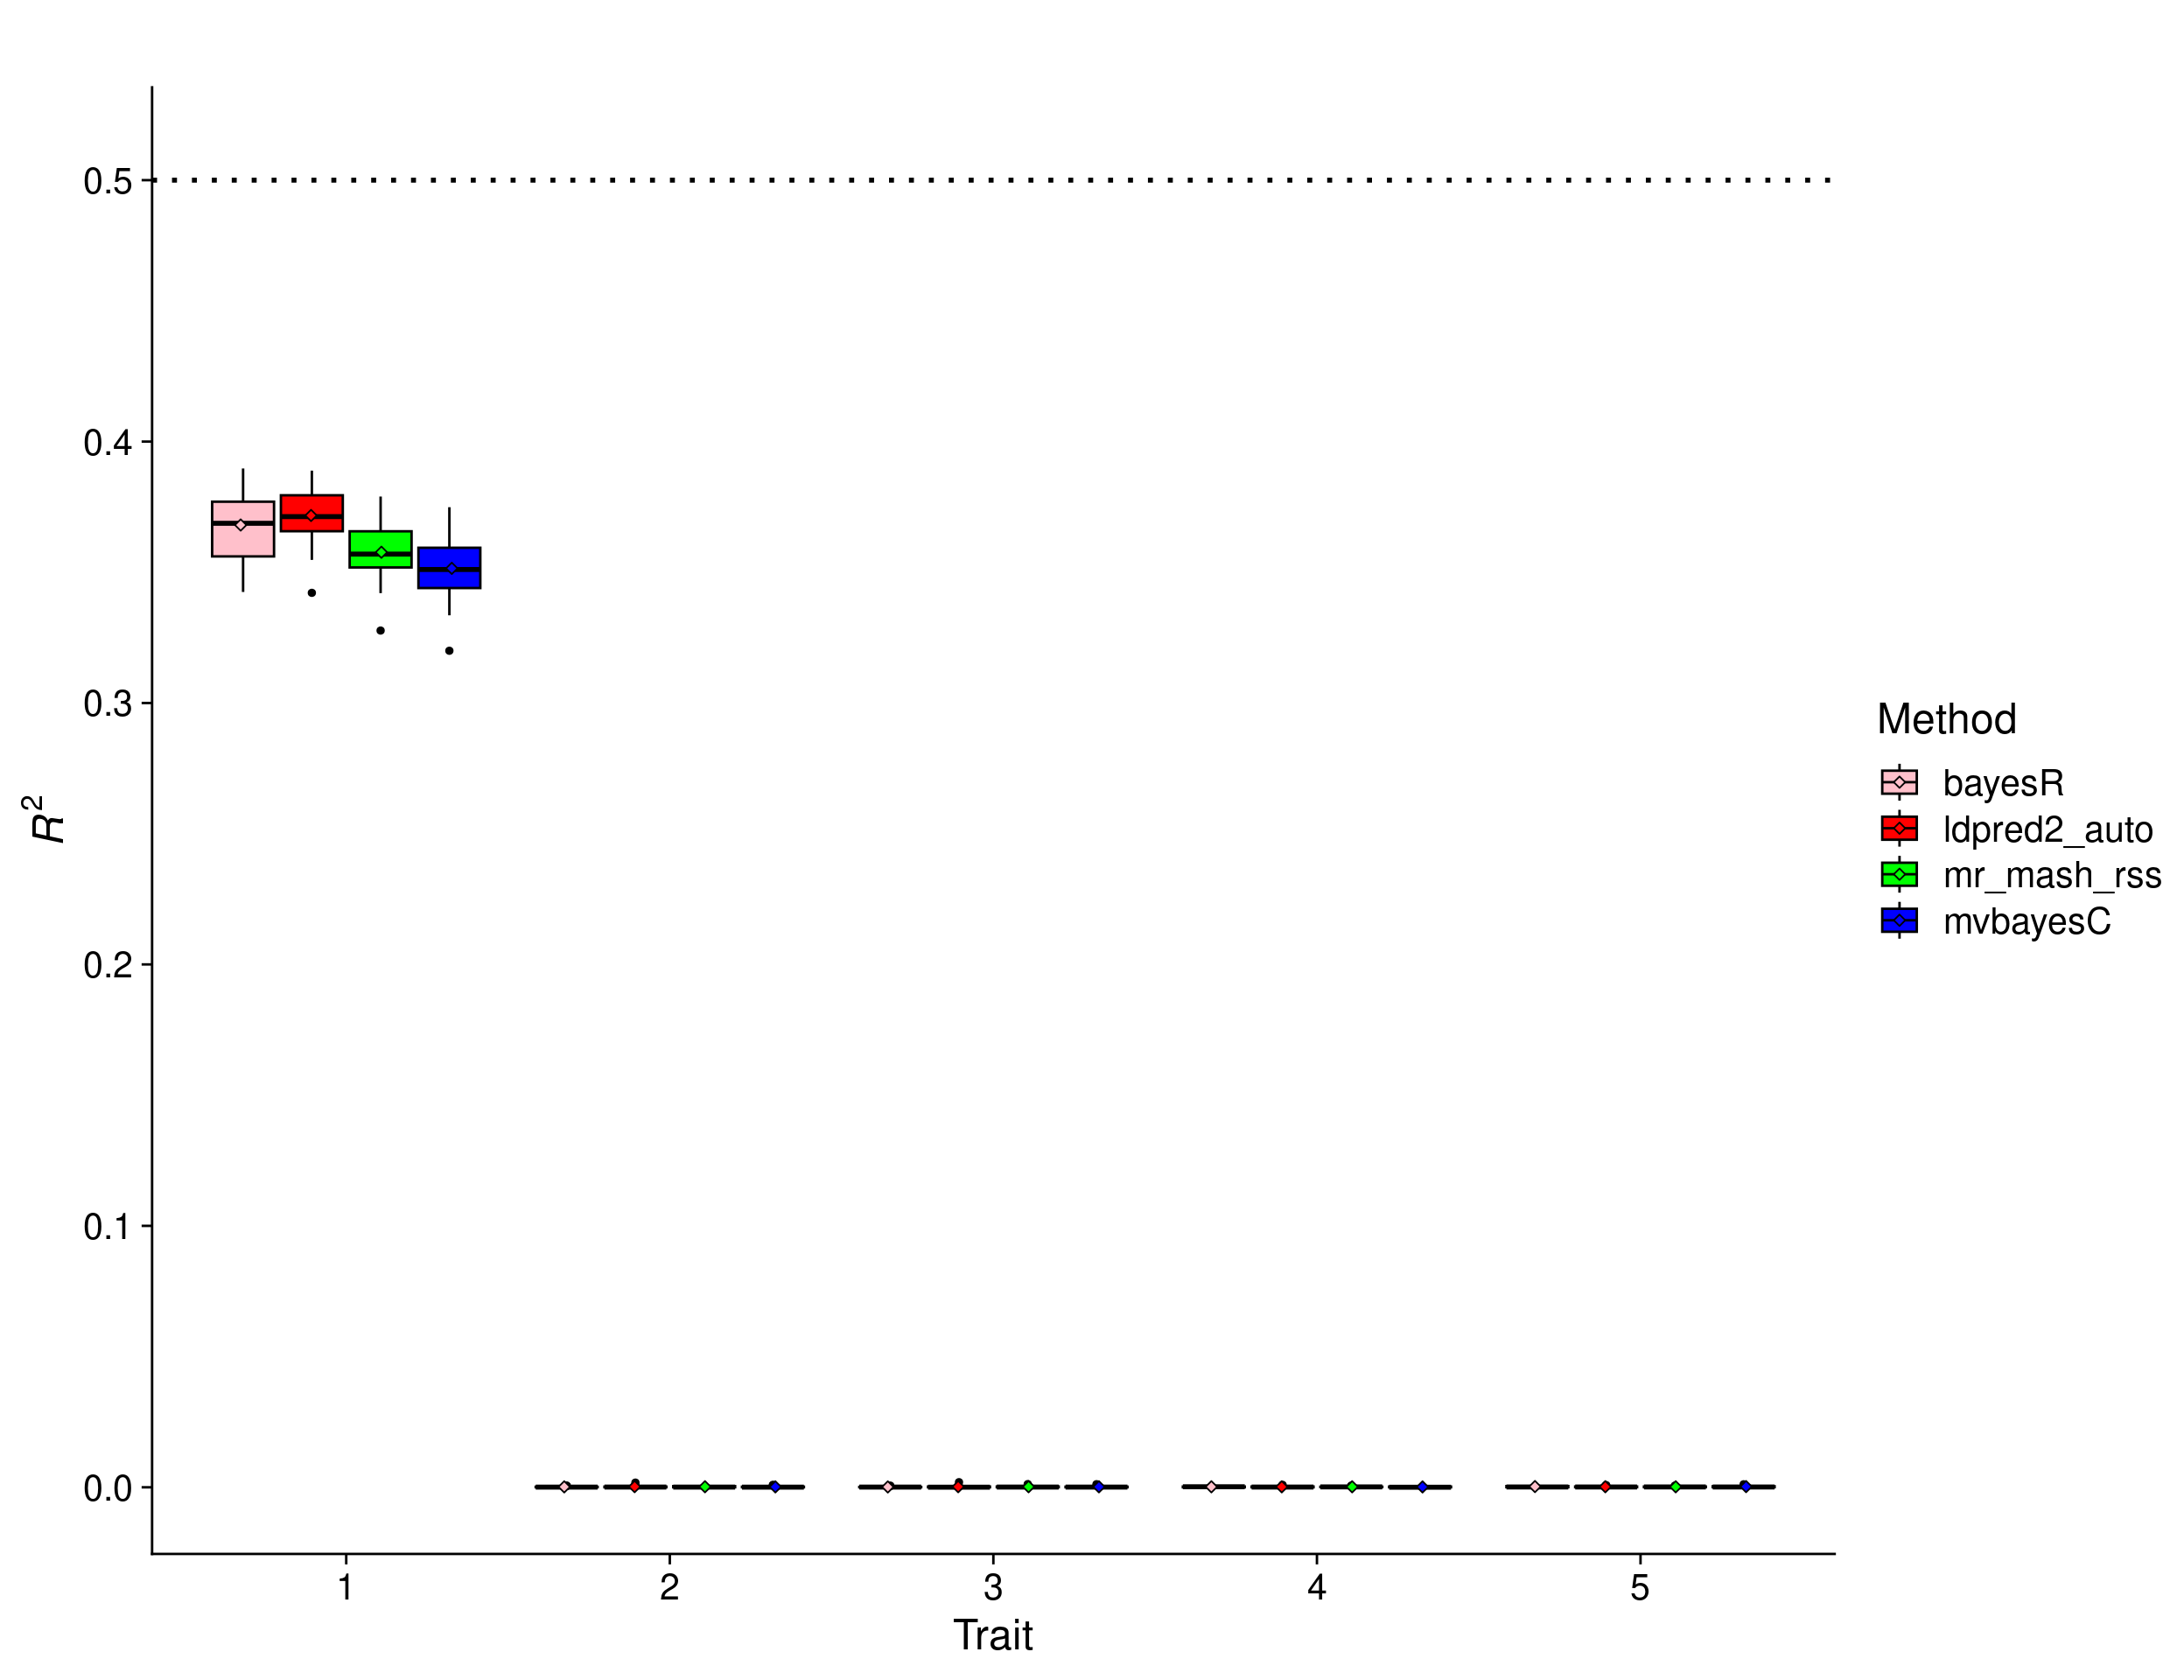 0.5
0.4
0.3
0.2
0.1
0.0
R²
1 2 3 4 5
Trait
Method
bayesR
ldpred2_auto
mr_mash_rss
mvbayesC